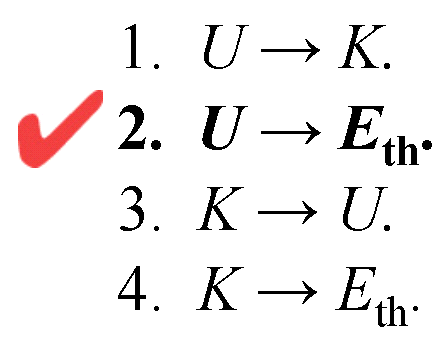 1. U → K.
2. U → Eth.
3. K → U.
4. K → Eth.